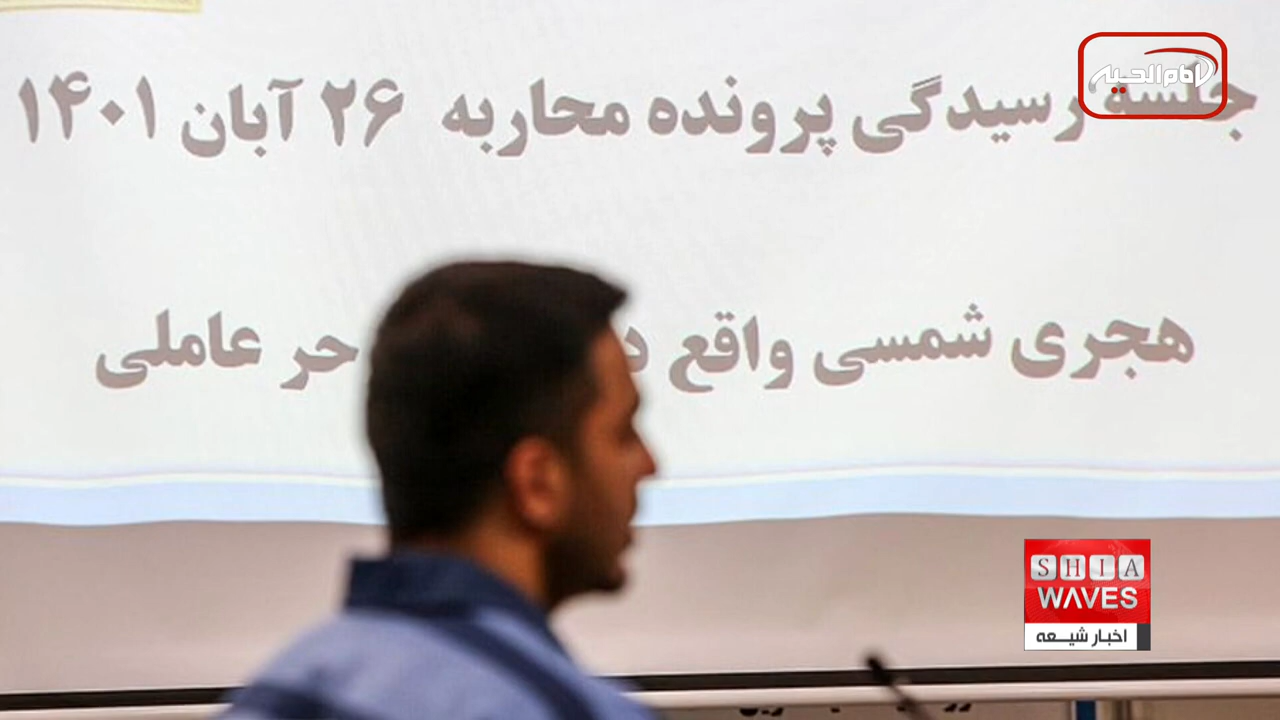 جلسه رسیدگی پرونده محاربه ۲۶ آبان ۱۴۰۱
هجری شمسی واقع د حر عاملی
SHIA
WAVES
اخبار شیعه